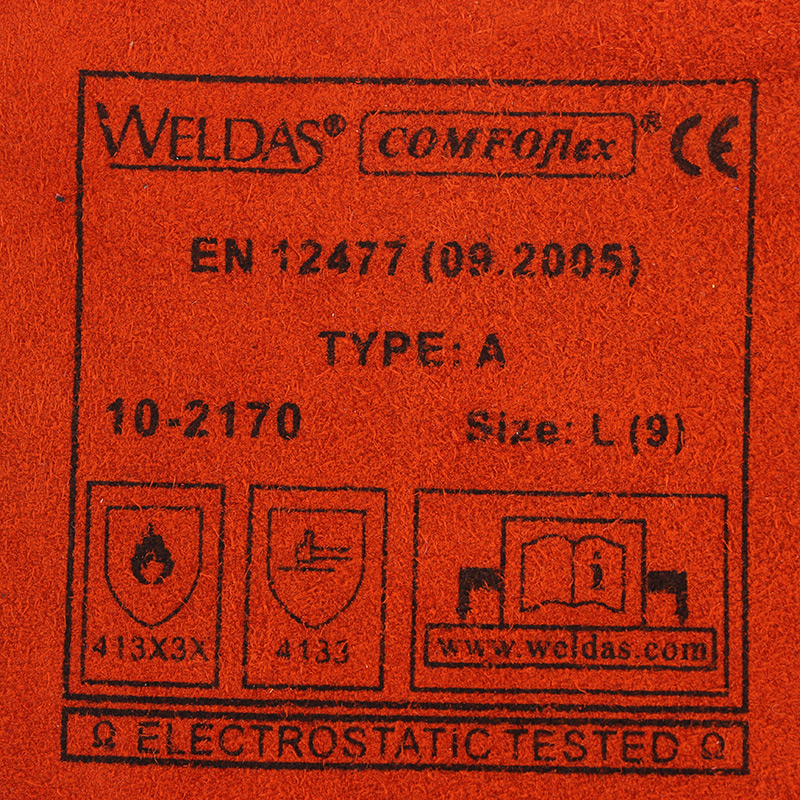 WELDAS® COMFOflex® CE
EN 12477 (09.2005)
TYPE: A
10-2170 Size: L (9)
i
413X3X 4133 www.weldas.com
Ω ELECTROSTATiC TESTED Ω